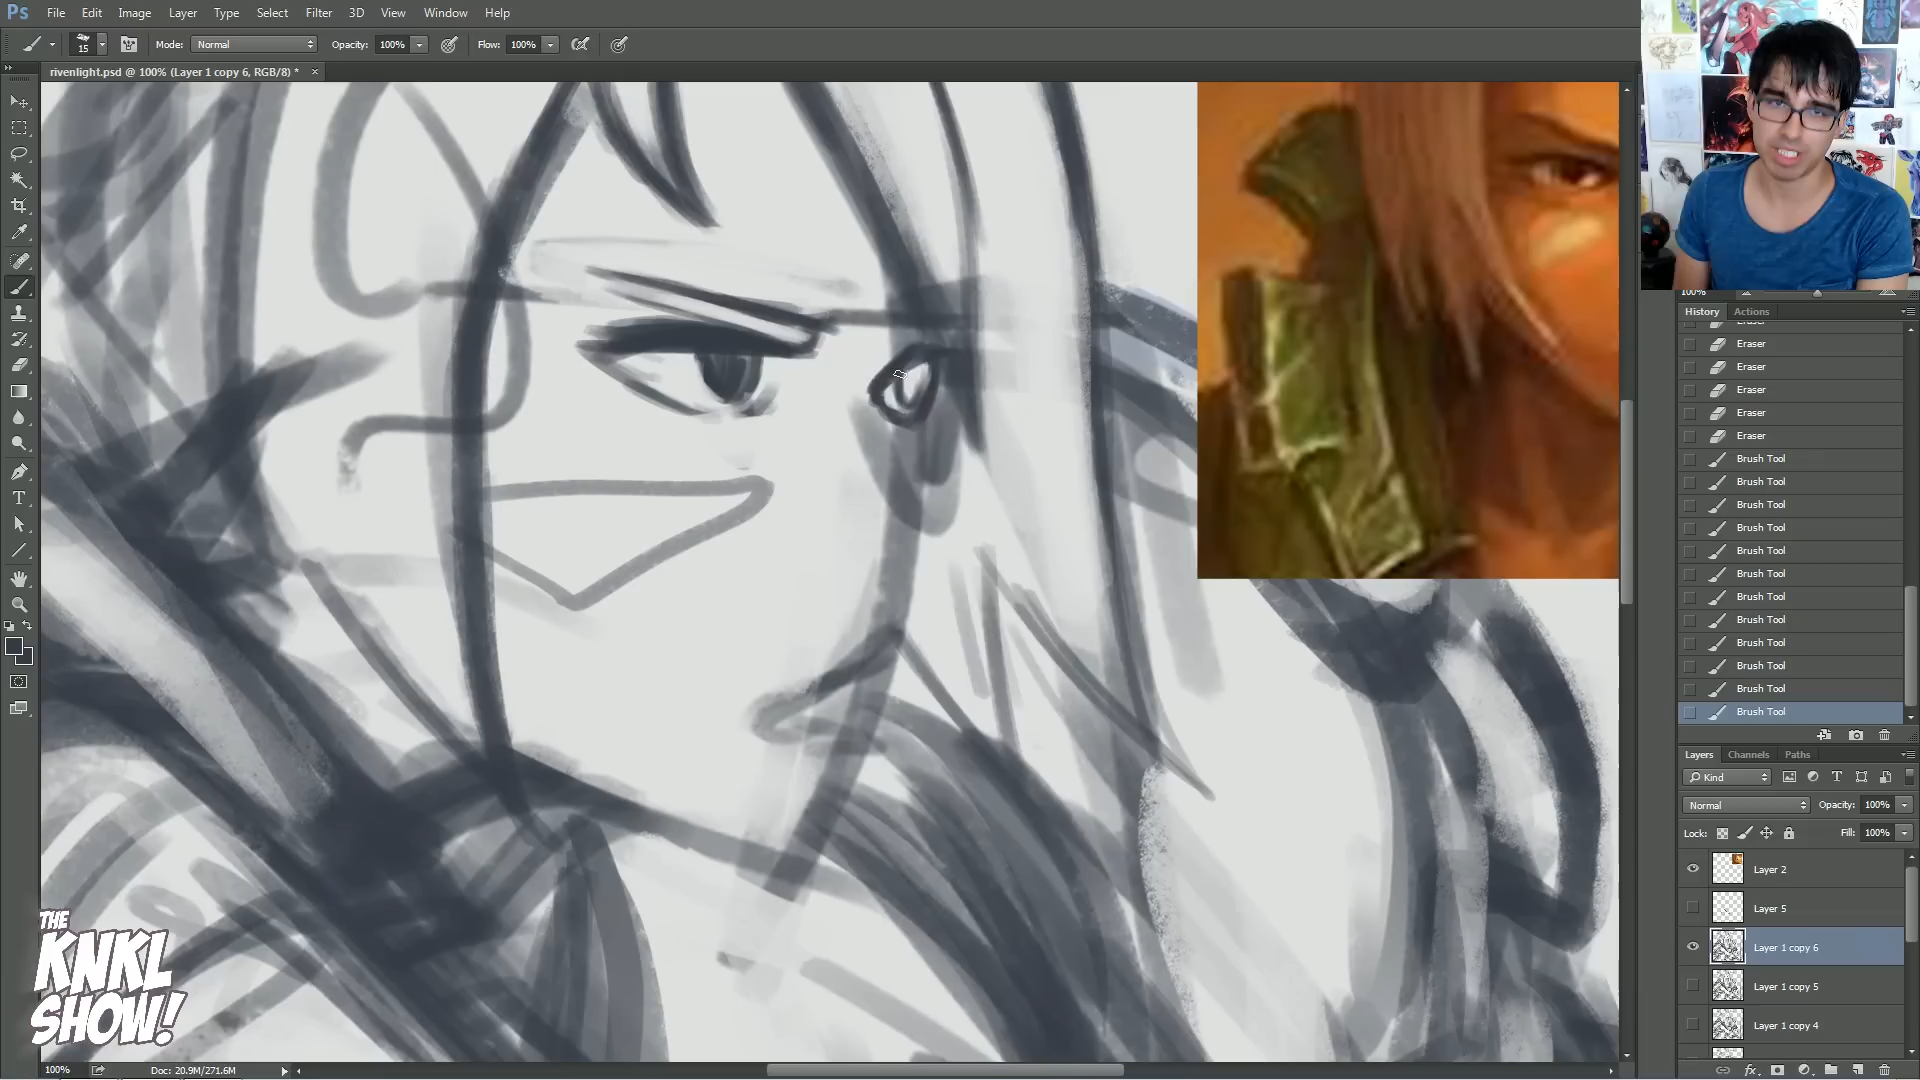 Ps File Edit Image Layer Type Select Filter 3D View Window Help
15 Mode: Normal Opacity: 100% Flow: 100%
rivenlight.psd @ 100% (Layer 1 copy 6, RGB/8) * ×
100%
History Actions
Eraser
Eraser
Eraser
Eraser
Eraser
Eraser
Brush Tool
Brush Tool
Brush Tool
Brush Tool
Brush Tool
Brush Tool
Brush Tool
Brush Tool
Brush Tool
Brush Tool
Brush Tool
Brush Tool
Layers Channels Paths
Kind
Normal Opacity: 100%
Lock: Fill: 100%
Layer 2
Layer 5
Layer 1 copy 6
Layer 1 copy 5
Layer 1 copy 4
THE
KNKL
SHOW!
100% Doc: 20.9M/271.6M